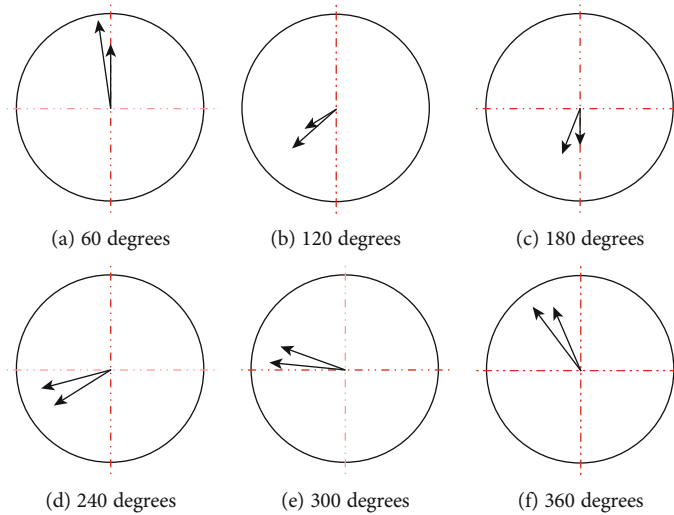 (a) 60 degrees
(b) 120 degrees
(c) 180 degrees
(d) 240 degrees
(e) 300 degrees
(f) 360 degrees